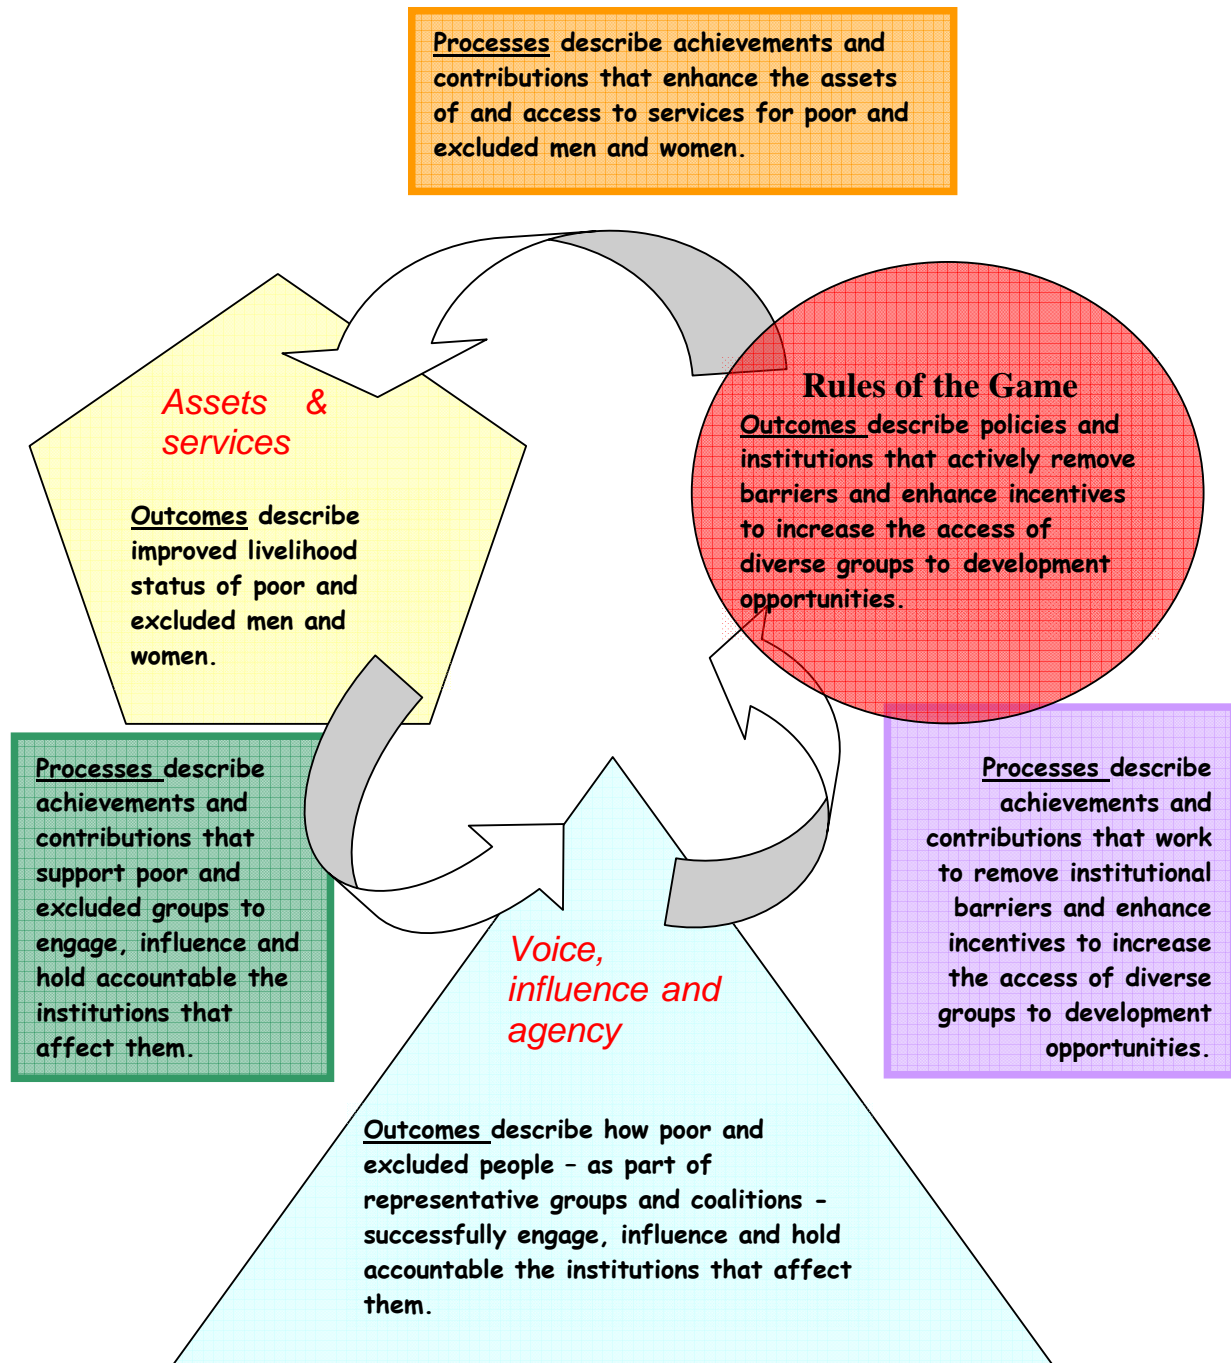 Processes describe achievements and
contributions that enhance the assets
of and access to services for poor and
excluded men and women.
Assets & 
services
Outcomes describe
improved livelihood
status of poor and
excluded men and
women.
Rules of the Game
Outcomes describe policies and
institutions that actively remove
barriers and enhance incentives
to increase the access of
diverse groups to development
opportunities.
Processes describe
achievements and
contributions that
support poor and
excluded groups to
engage, influence and
hold accountable the
institutions that
affect them.
Processes describe
achievements and
contributions that work
to remove institutional
barriers and enhance
incentives to increase
the access of diverse
groups to development
opportunities.
Voice,
influence and
agency
Outcomes describe how poor and
excluded people – as part of
representative groups and coalitions -
successfully engage, influence and hold
accountable the institutions that affect
them.